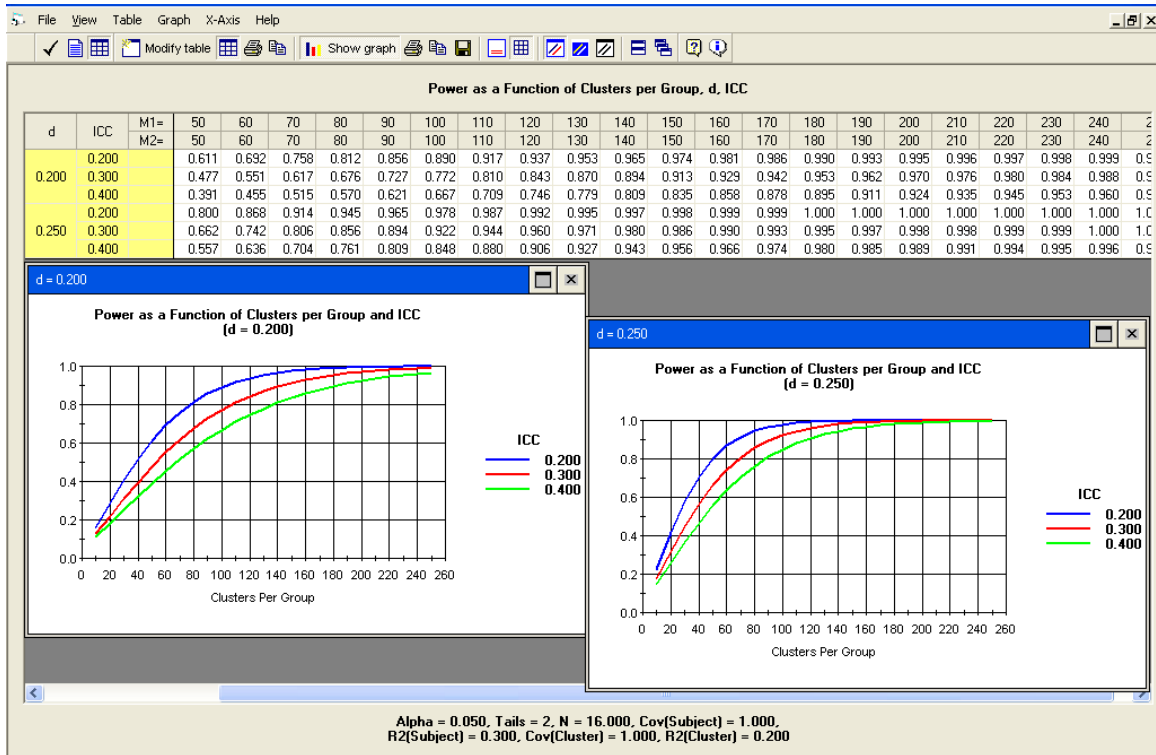 File View Table Graph X-Axis Help
Modify table Show graph
Power as a Function of Clusters per Group, d, ICC
d ICC M1= 50 60 70 80 90 100 110 120 130 140 150 160 170 180 190 200 210 220 230 240 2
M2= 50 60 70 80 90 100 110 120 130 140 150 160 170 180 190 200 210 220 230 240 2
0.200 0.611 0.692 0.758 0.812 0.856 0.890 0.917 0.937 0.953 0.965 0.974 0.981 0.986 0.990 0.993 0.995 0.996 0.997 0.998 0.999 0.9
0.200 0.300 0.477 0.551 0.617 0.676 0.727 0.772 0.810 0.843 0.870 0.894 0.913 0.929 0.942 0.953 0.962 0.970 0.976 0.980 0.984 0.988 0.9
0.400 0.391 0.455 0.515 0.570 0.621 0.667 0.709 0.746 0.779 0.809 0.835 0.858 0.878 0.895 0.911 0.924 0.935 0.945 0.953 0.960 0.9
0.200 0.800 0.868 0.914 0.945 0.965 0.978 0.987 0.992 0.995 0.997 0.998 0.999 0.999 1.000 1.000 1.000 1.000 1.000 1.000 1.000 1.0
0.250 0.300 0.662 0.742 0.806 0.856 0.894 0.922 0.944 0.960 0.971 0.980 0.986 0.990 0.993 0.995 0.997 0.998 0.998 0.999 0.999 1.000 1.0
0.400 0.557 0.636 0.704 0.761 0.809 0.848 0.880 0.906 0.927 0.943 0.956 0.966 0.974 0.980 0.985 0.989 0.991 0.994 0.995 0.996 0.9
d = 0.200
Power as a Function of Clusters per Group and ICC
(d = 0.200)
1.0
0.8
0.6
0.4
0.2
0.0
0 20 40 60 80 100 120 140 160 180 200 220 240 260
Clusters Per Group
ICC
0.200
0.300
0.400
d = 0.250
Power as a Function of Clusters per Group and ICC
(d = 0.250)
1.0
0.8
0.6
0.4
0.2
0.0
0 20 40 60 80 100 120 140 160 180 200 220 240 260
Clusters Per Group
ICC
0.200
0.300
0.400
Alpha = 0.050, Tails = 2, N = 16.000, Cov(Subject) = 1.000,
R2(Subject) = 0.300, Cov(Cluster) = 1.000, R2(Cluster) = 0.200